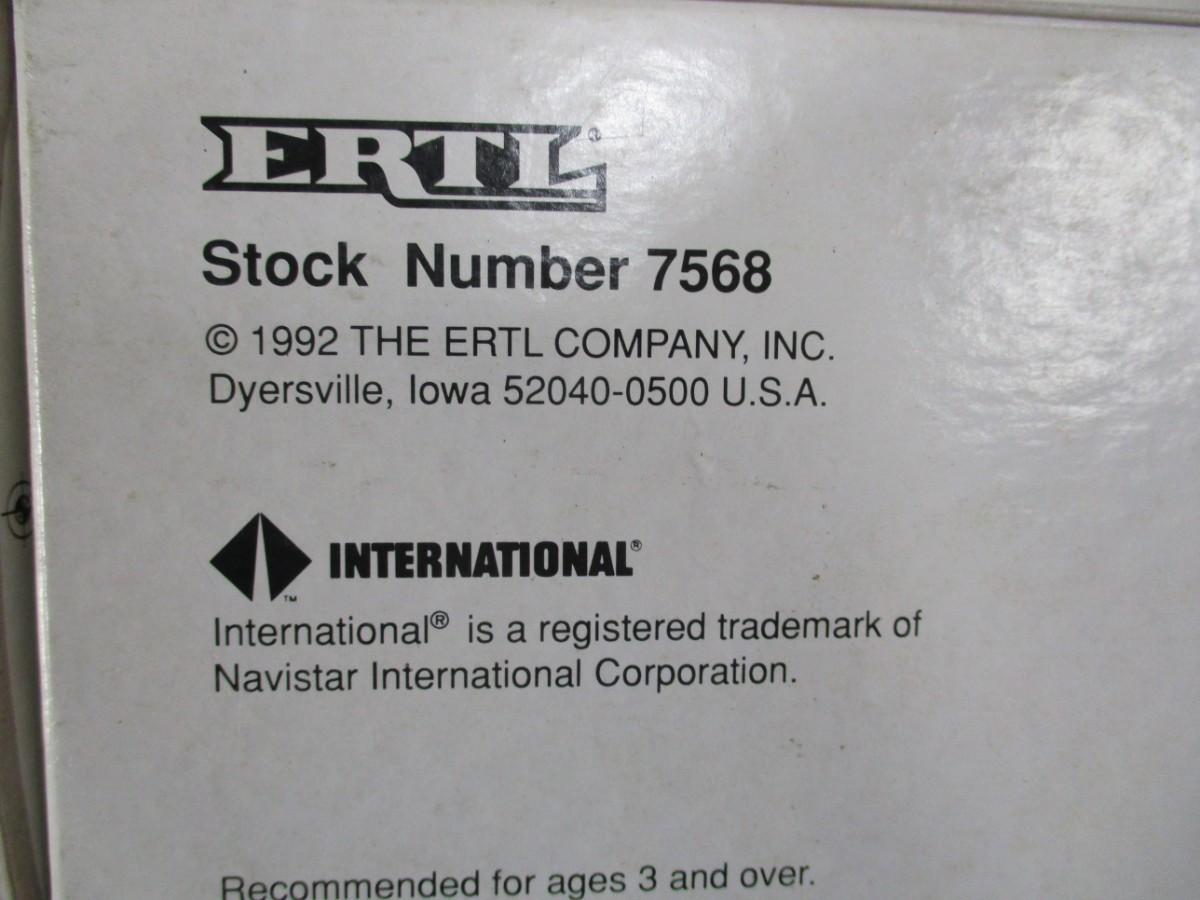 ERTL®
Stock Number 7568
© 1992 THE ERTL COMPANY, INC.
Dyersville, Iowa 52040-0500 U.S.A.
INTERNATIONAL®
TM
International® is a registered trademark of
Navistar International Corporation.
Recommended for ages 3 and over.